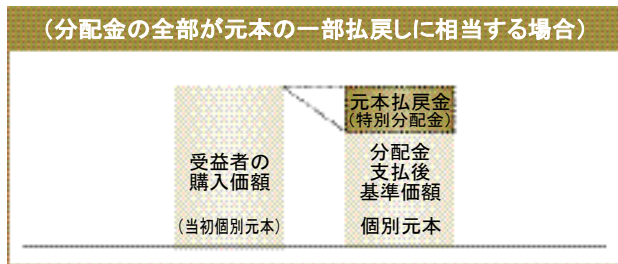 （分配金の全部が元本の一部払戻しに相当する場合）
受益者の
購入価額
（当初個別元本）
元本払戻金
（特別分配金）
分配金
支払後
基準価額
個別元本